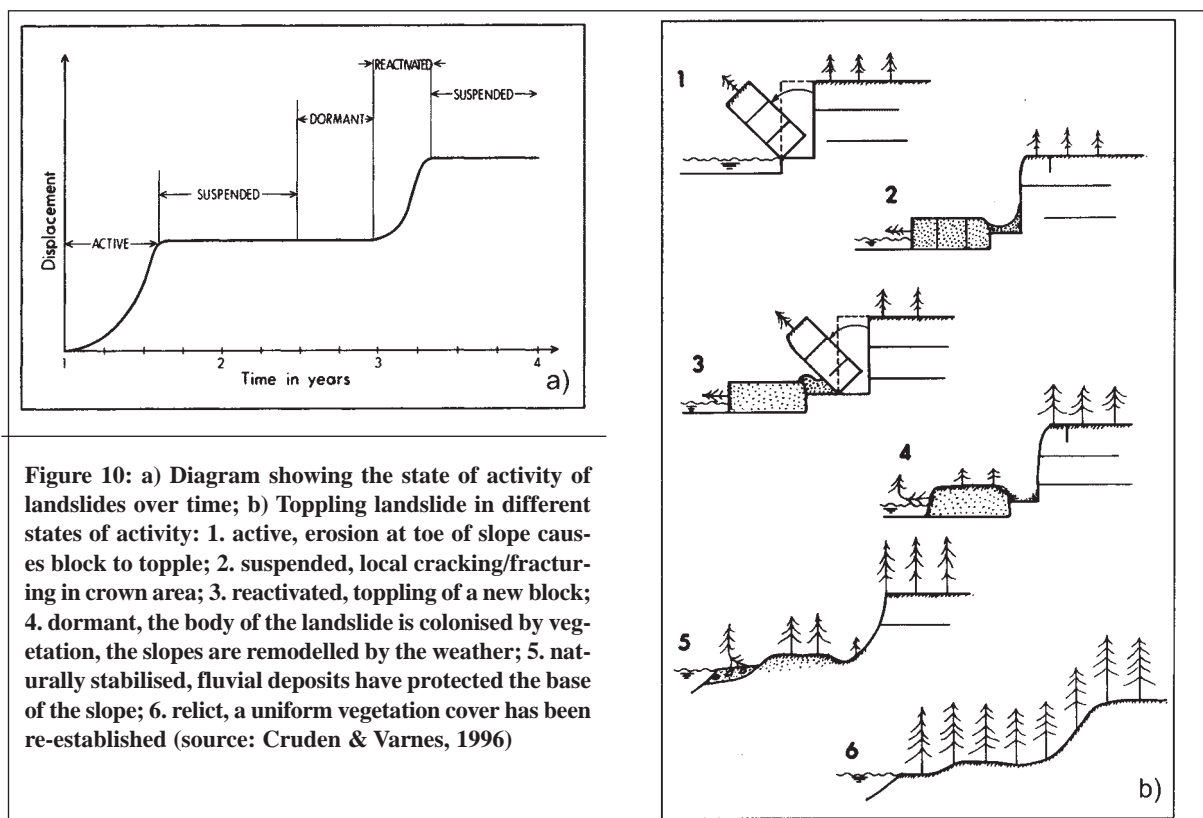 Displacement
ACTIVE
SUSPENDED
DORMANT
REACTIVATED
SUSPENDED
1 2 3 4
Time in years
a)
Figure 10: a) Diagram showing the state of activity of
landslides over time; b) Toppling landslide in different
states of activity: 1. active, erosion at toe of slope caus-
es block to topple; 2. suspended, local cracking/fractur-
ing in crown area; 3. reactivated, toppling of a new block;
4. dormant, the body of the landslide is colonised by veg-
etation, the slopes are remodelled by the weather; 5. nat-
urally stabilised, fluvial deposits have protected the base
of the slope; 6. relict, a uniform vegetation cover has been
re-established (source: Cruden & Varnes, 1996)
1
2
3
4
5
6
b)